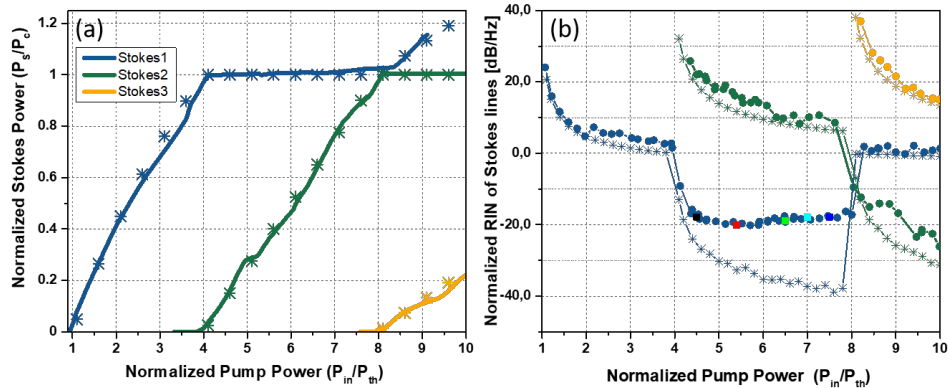 (a)
Stokes1
Stokes2
Stokes3
Normalized Stokes Power (Pₛ/P꜀)
1.2
1
0.8
0.6
0.4
0.2
0
1 2 3 4 5 6 7 8 9 10
Normalized Pump Power (Pin/Pth)
(b)
Normalized RIN of Stokes lines [dB/Hz]
40,0
20.0
0,0
-20.0
-40,0
1 2 3 4 5 6 7 8 9 10
Normalized Pump Power (Pin/Pth)